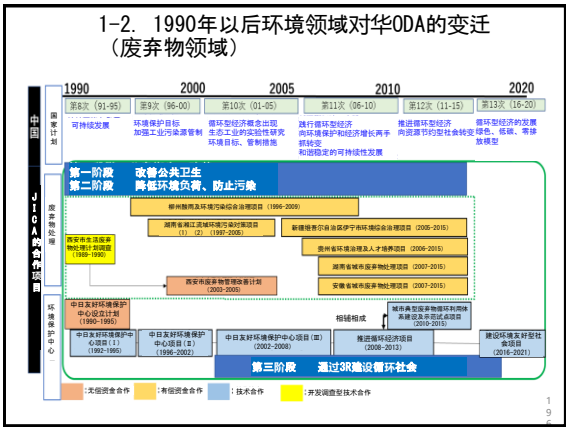 1-2. 1990年以后环境领域对华ODA的变迁
（废弃物领域）
1990
2000
2005
2010
2020
中国
国家计划
第8次（91-95）
第9次（96-00）
第10次（01-05）
第11次（06-10）
第12次（11-15）
第13次（16-20）
可持续发展
环境保护目标
加强工业污染源管制
循环型经济概念出现
生态工业的实验性研究
环境目标、管制措施
践行循环型经济
向环境保护和经济增长两手
抓转变
和谐稳定的可持续性发展
推进循环型经济
向资源节约型社会转变
循环型经济的发展
绿色、低碳、零排
放模型
JICA的合作项目
废弃物处理
第一阶段 改善公共卫生
第二阶段 降低环境负荷、防止污染
柳州酸雨及环境污染综合治理项目（1996-2009）
湖南省湘江流域环境污染对策项目
（1）（2）（1997-2005）
新疆维吾尔自治区伊宁市环境综合治理项目（2005-2015）
西安市生活废弃
物处理计划调查
（1989-1990）
贵州省环境治理及人才培养项目（2006-2015）
湖南省城市废弃物处理项目（2007-2015）
西安市废弃物管理改善计划
（2003-2005）
安徽省城市废弃物处理项目（2007-2015）
环境保护中心
中日友好环境保护
中心设立计划
（1990-1995）
相辅相成
城市典型废弃物循环利用体
系建设及示范试点项目
（2010-2015）
中日友好环境保护中
心项目（Ⅰ）
（1992-1995）
中日友好环境保护
中心项目（Ⅱ）
（1996-2002）
中日友好环境保护中心项目（Ⅲ）
（2002-2008）
推进循环经济项目
（2008-2013）
建设环境友好型社
会项目
（2016-2021）
第三阶段 通过3R建设循环社会
:无偿资金合作
:有偿资金合作
:技术合作
:开发调查型技术合作
19